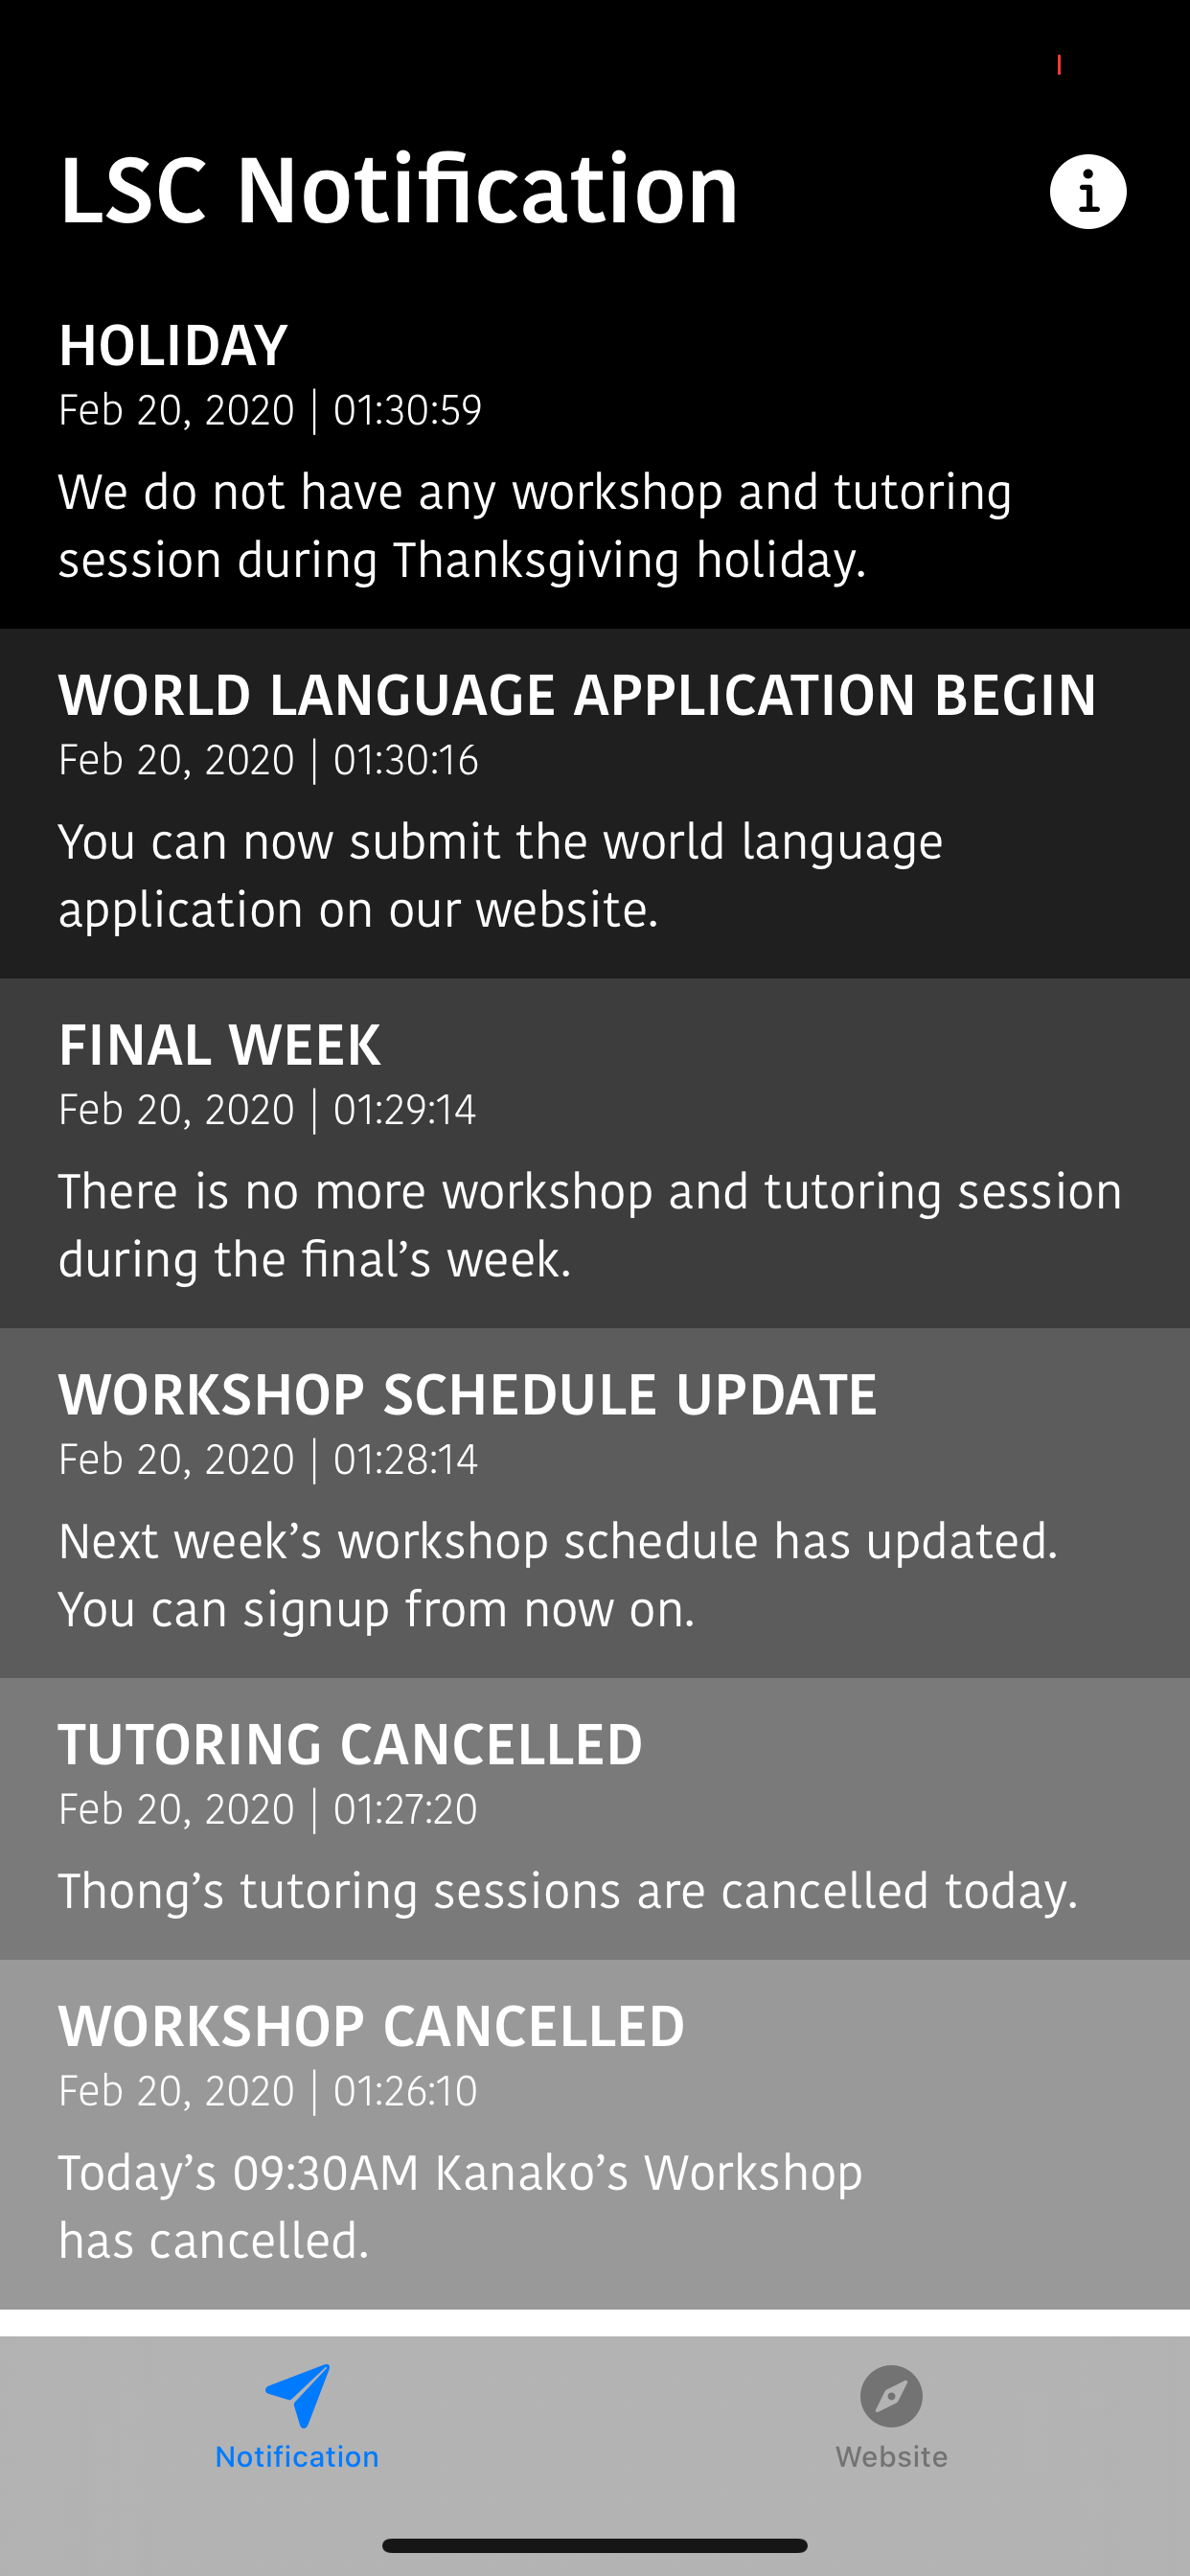 LSC Notification
HOLIDAY
Feb 20, 2020 | 01:30:59
We do not have any workshop and tutoring
session during Thanksgiving holiday.
WORLD LANGUAGE APPLICATION BEGIN
Feb 20, 2020 | 01:30:16
You can now submit the world language
application on our website.
FINAL WEEK
Feb 20, 2020 | 01:29:14
There is no more workshop and tutoring session
during the final’s week.
WORKSHOP SCHEDULE UPDATE
Feb 20, 2020 | 01:28:14
Next week’s workshop schedule has updated.
You can signup from now on.
TUTORING CANCELLED
Feb 20, 2020 | 01:27:20
Thong’s tutoring sessions are cancelled today.
WORKSHOP CANCELLED
Feb 20, 2020 | 01:26:10
Today’s 09:30AM Kanako’s Workshop
has cancelled.
Notification
Website